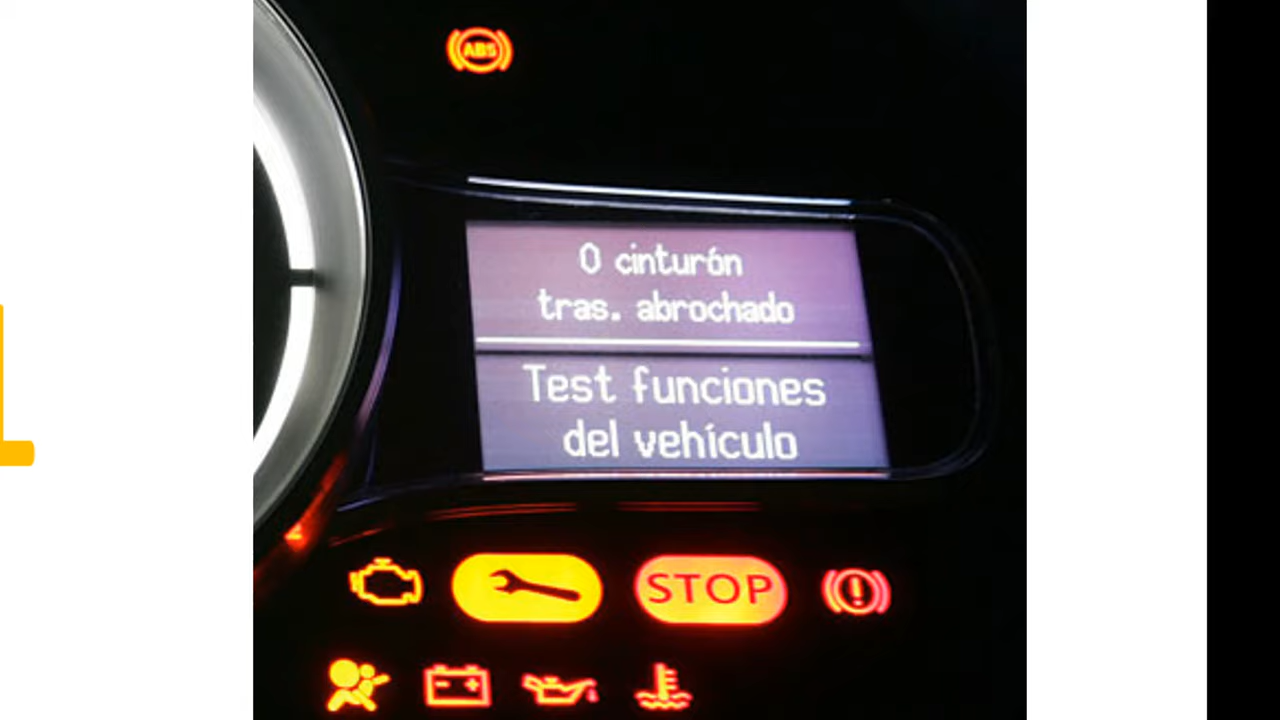 ABS
0 cinturón
tras. abrochado
Test funciones
del vehículo
STOP